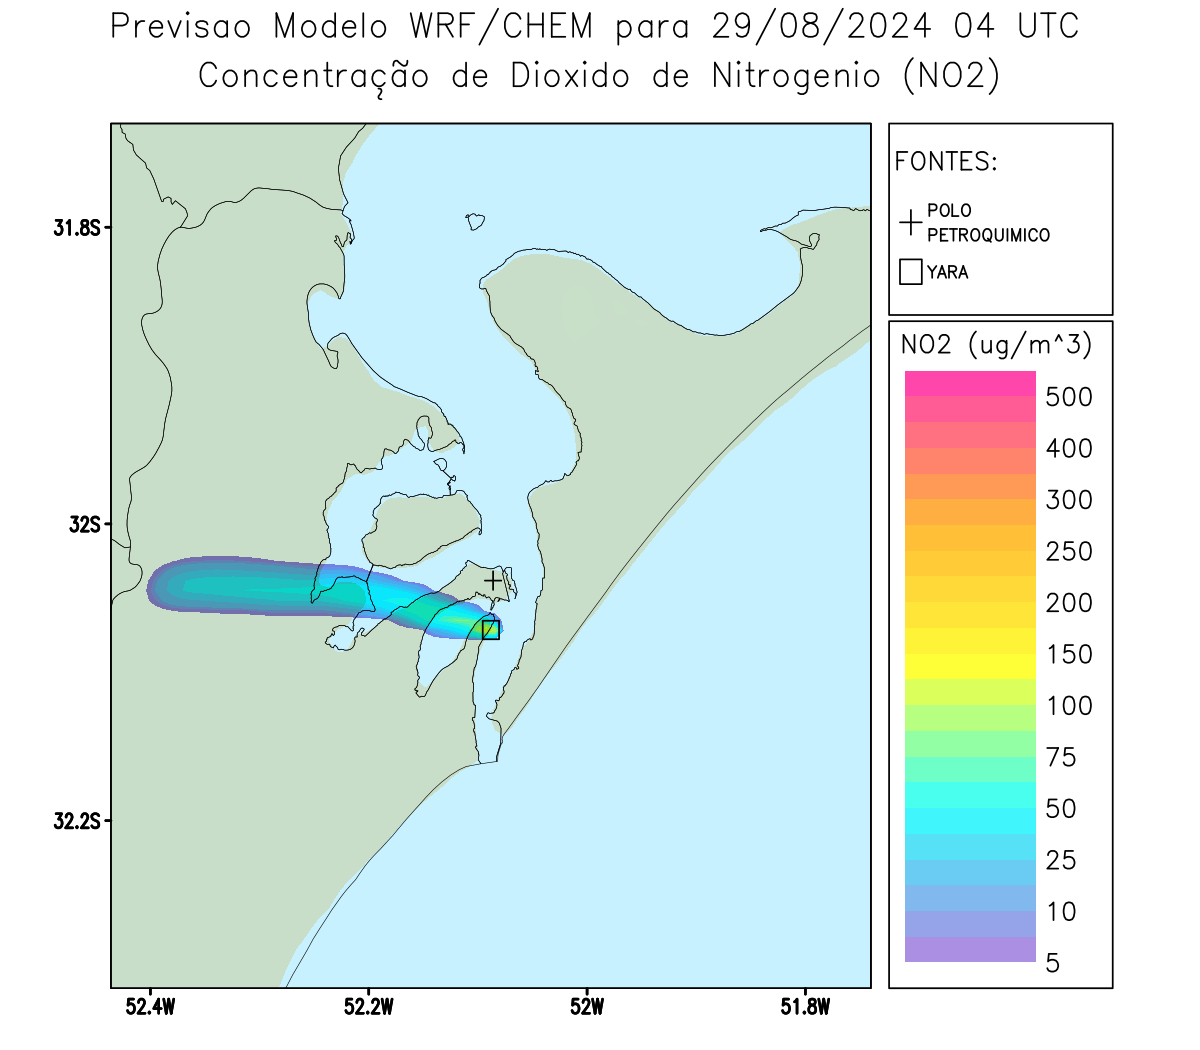 Previsao Modelo WRF/CHEM para 29/08/2024 04 UTC
Concentração de Dioxido de Nitrogenio (NO2)
FONTES:
POLO
PETROQUIMICO
YARA
NO2 (ug/m^3)
500
400
300
250
200
150
100
75
50
25
10
5
31.8S
32S
32.2S
52.4W
52.2W
52W
51.8W